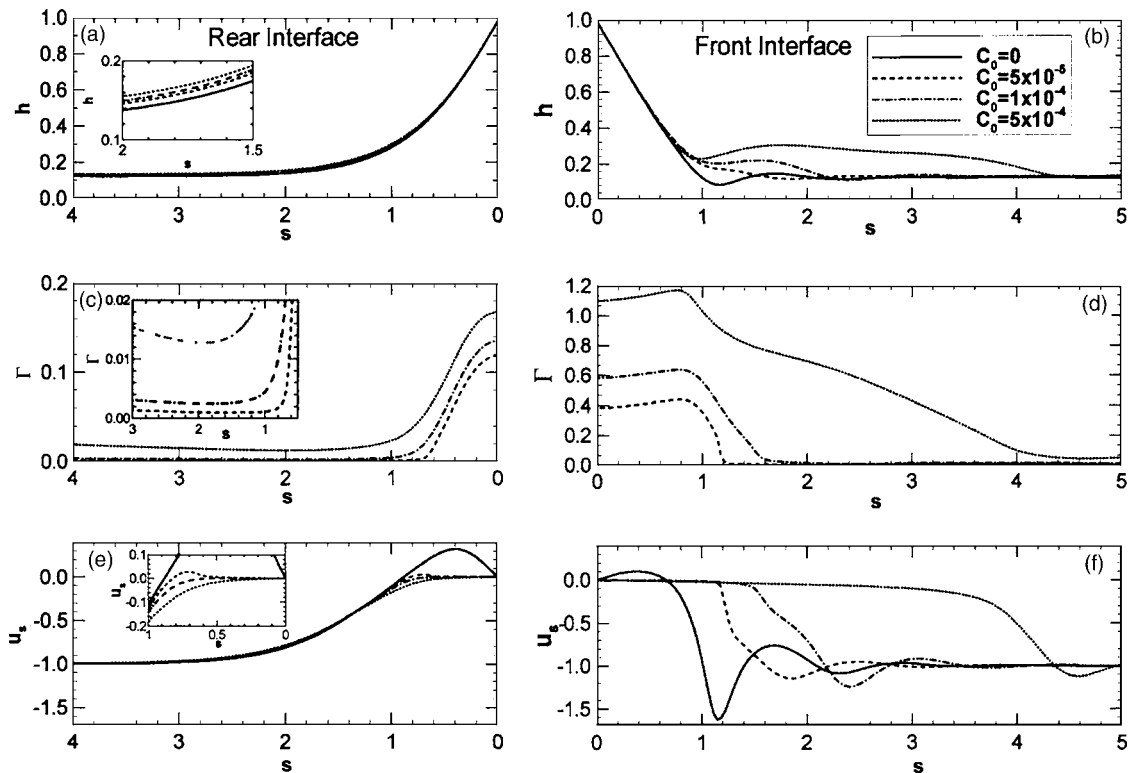 (a)
Rear Interface
1.0
0.8
0.6
0.4
0.2
0.0
h
0.2
0.1
h
2
s
1.5
4
3
2
1
0
s
(b)
Front Interface
C₀=0
C₀=5x10⁻⁵
C₀=1x10⁻⁴
C₀=5x10⁻⁴
1.0
0.8
0.6
0.4
0.2
0.0
h
0
1
2
3
4
5
s
(c)
0.2
0.1
0.0
Γ
0.02
0.01
0.00
Γ
3
2
s
1
4
3
2
1
0
s
(d)
1.2
1.0
0.8
0.6
0.4
0.2
0.0
Γ
0
1
2
3
4
5
s
(e)
0.0
-0.5
-1.0
-1.5
uₛ
0.1
0.0
-0.1
-0.2
uₛ
1
0.5
s
0
4
3
2
1
0
s
(f)
0.0
-0.5
-1.0
-1.5
uₛ
0
1
2
3
4
5
s